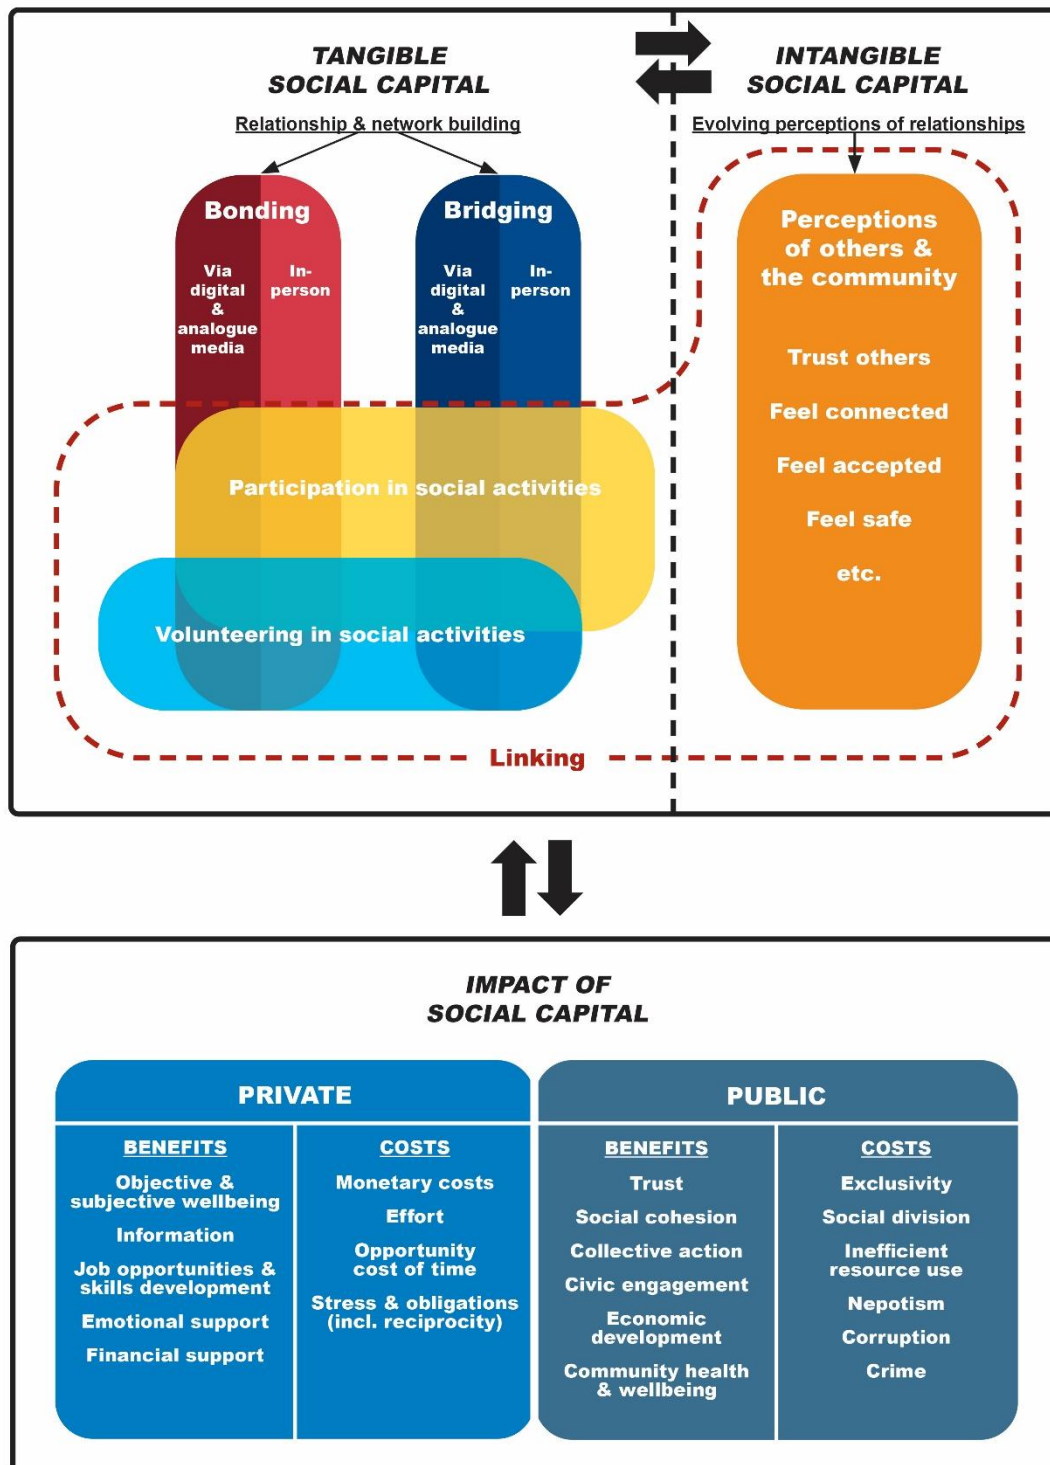 TANGIBLE
SOCIAL CAPITAL
Relationship & network building
INTANGIBLE
SOCIAL CAPITAL
Evolving perceptions of relationships
Bonding
Via
digital
&
analogue
media
In-
person
Bridging
Via
digital
&
analogue
media
In-
person
Perceptions
of others &
the community
Trust others
Feel connected
Feel accepted
Feel safe
etc.
Participation in social activities
Volunteering in social activities
Linking
IMPACT OF
SOCIAL CAPITAL
PRIVATE
BENEFITS
Objective &
subjective wellbeing
Information
Job opportunities &
skills development
Emotional support
Financial support
COSTS
Monetary costs
Effort
Opportunity
cost of time
Stress & obligations
(incl. reciprocity)
PUBLIC
BENEFITS
Trust
Social cohesion
Collective action
Civic engagement
Economic
development
Community health
& wellbeing
COSTS
Exclusivity
Social division
Inefficient
resource use
Nepotism
Corruption
Crime